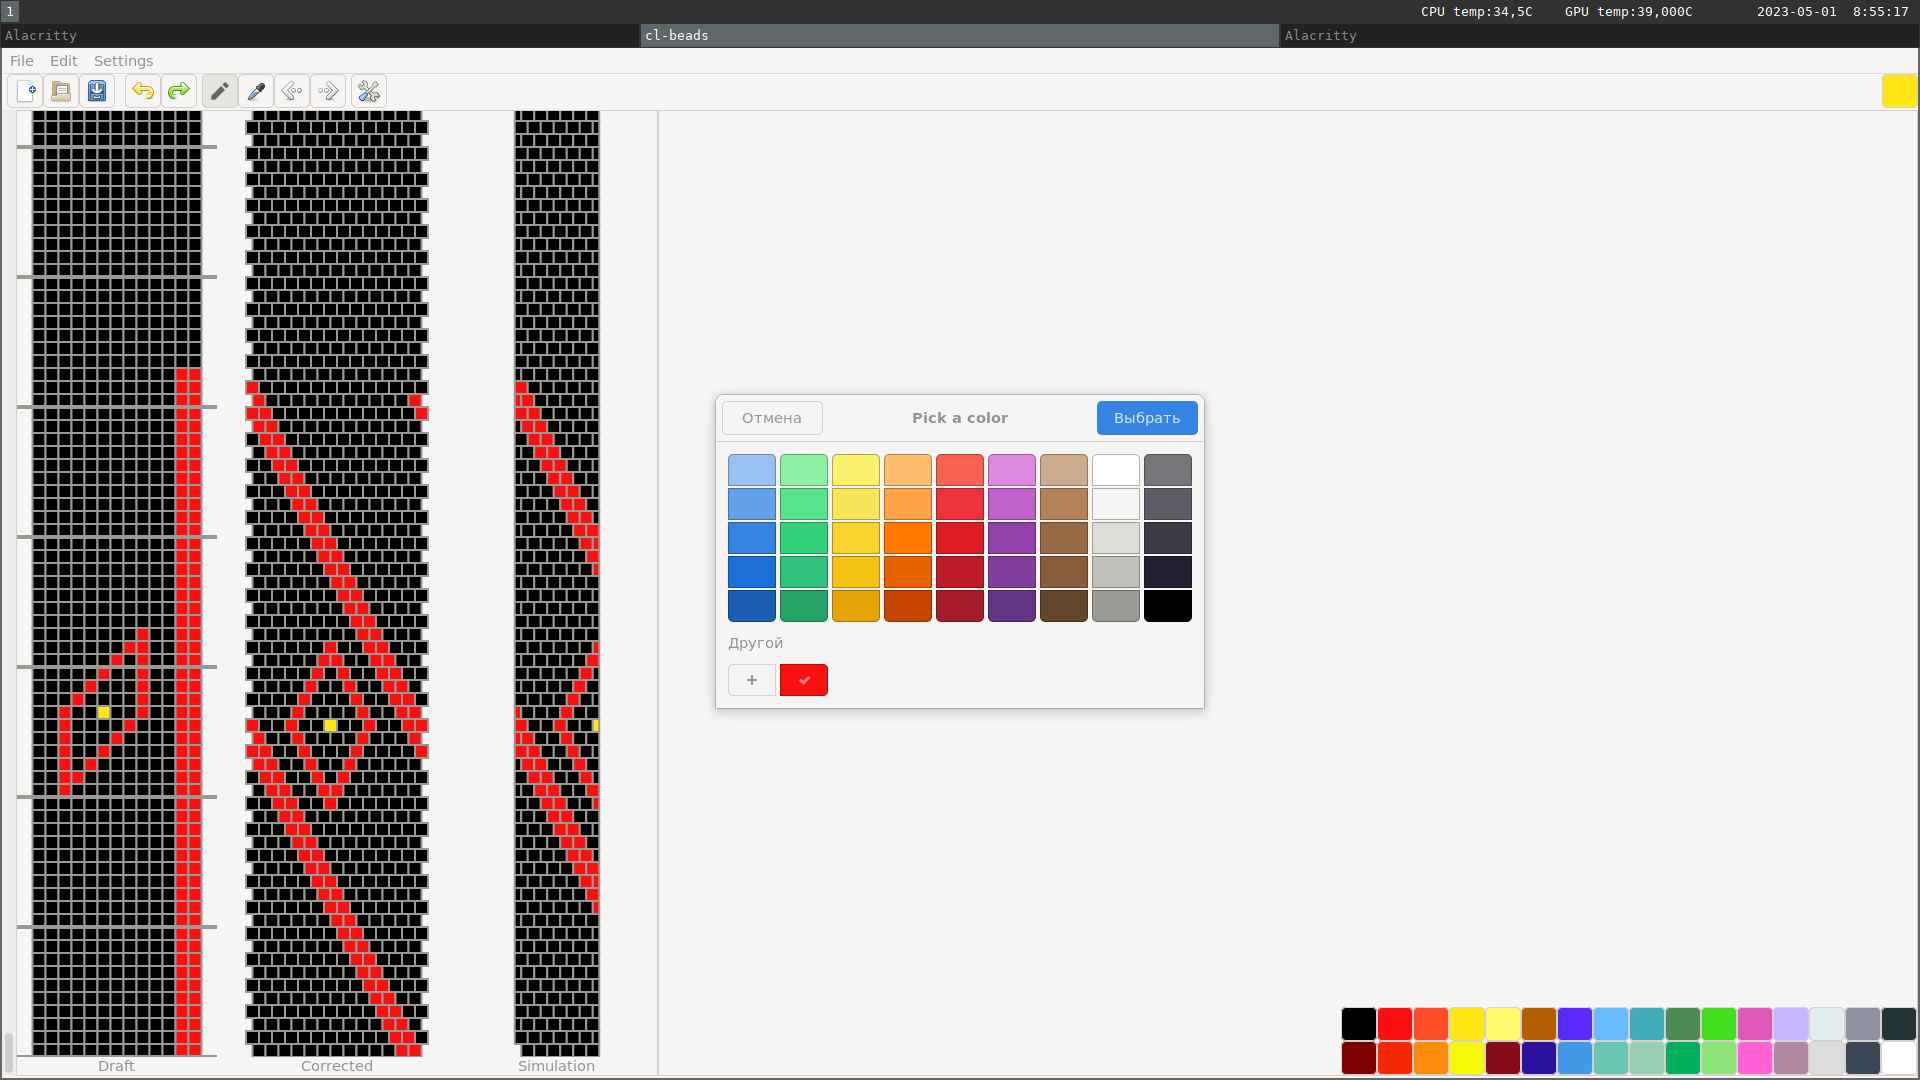 1
CPU temp:34,5C GPU temp:39,000C 2023-05-01 8:55:17
Alacritty cl-beads Alacritty
File Edit Settings
Отмена Pick a color Выбрать
Другой
Draft Corrected Simulation